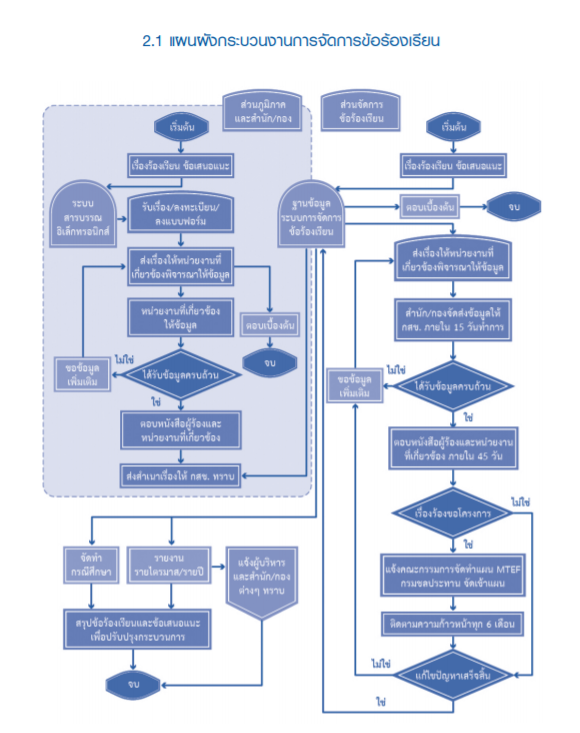 2.1 แผนผังกระบวนงานการจัดการข้อร้องเรียน
ส่วนภูมิภาค
และสำนัก/กอง
ส่วนจัดการ
ข้อร้องเรียน
เริ่มต้น
เรื่องร้องเรียน ข้อเสนอแนะ
ระบบ
สารบรรณ
อิเล็กทรอนิกส์
รับเรื่อง/ลงทะเบียน/
ลงแบบฟอร์ม
ส่งเรื่องให้หน่วยงานที่
เกี่ยวข้องพิจารณาให้ข้อมูล
หน่วยงานที่เกี่ยวข้อง
ให้ข้อมูล
ตอบเบื้องต้น
จบ
ขอข้อมูล
เพิ่มเติม
ไม่ใช่
ได้รับข้อมูลครบถ้วน
ใช่
ตอบหนังสือผู้ร้องและ
หน่วยงานที่เกี่ยวข้อง
ส่งสำเนาเรื่องให้ กสช. ทราบ
เริ่มต้น
เรื่องร้องเรียน ข้อเสนอแนะ
ฐานข้อมูล
ระบบการจัดการ
ข้อร้องเรียน
ตอบเบื้องต้น
จบ
ส่งเรื่องให้หน่วยงานที่
เกี่ยวข้องพิจารณาให้ข้อมูล
สำนัก/กองจัดส่งข้อมูลให้
กสช. ภายใน 15 วันทำการ
ขอข้อมูล
เพิ่มเติม
ไม่ใช่
ได้รับข้อมูลครบถ้วน
ใช่
ตอบหนังสือผู้ร้องและหน่วยงาน
ที่เกี่ยวข้อง ภายใน 45 วัน
เรื่องร้องขอโครงการ
ไม่ใช่
ใช่
แจ้งคณะกรรมการจัดทำแผน MTEF
กรมชลประทาน จัดเข้าแผน
ติดตามความก้าวหน้าทุก 6 เดือน
ไม่ใช่
แก้ไขปัญหาเสร็จสิ้น
ใช่
จัดทำ
กรณีศึกษา
รายงาน
รายไตรมาส/รายปี
แจ้งผู้บริหาร
และสำนัก/กอง
ต่างๆ ทราบ
สรุปข้อร้องเรียนและข้อเสนอแนะ
เพื่อปรับปรุงกระบวนการ
จบ